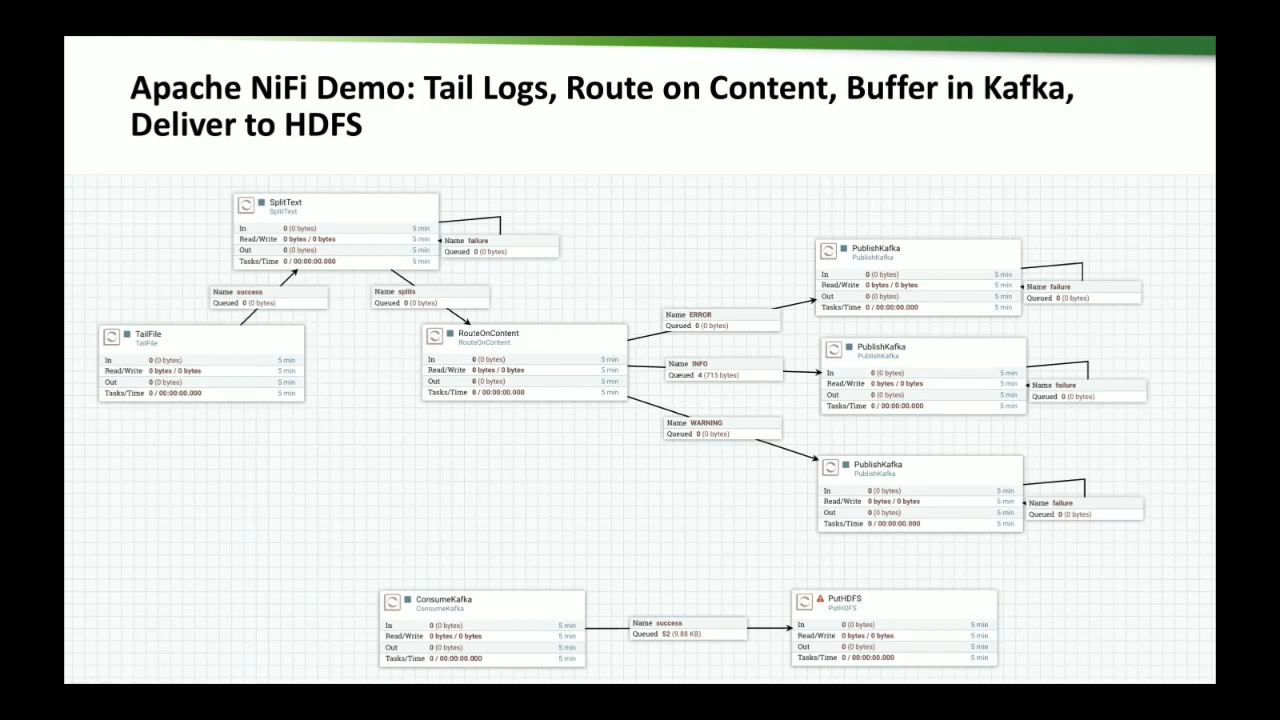 Apache NiFi Demo: Tail Logs, Route on Content, Buffer in Kafka,
Deliver to HDFS
SplitText
SplitText
In 0 (0 bytes) 5 min
Read/Write 0 bytes / 0 bytes 5 min
Out 0 (0 bytes) 5 min
Tasks/Time 0 / 00:00:00.000 5 min
Name failure
Queued 0 (0 bytes)
Name success
Queued 0 (0 bytes)
Name splits
Queued 0 (0 bytes)
TailFile
TailFile
In 0 (0 bytes) 5 min
Read/Write 0 bytes / 0 bytes 5 min
Out 0 (0 bytes) 5 min
Tasks/Time 0 / 00:00:00.000 5 min
RouteOnContent
RouteOnContent
In 0 (0 bytes) 5 min
Read/Write 0 bytes / 0 bytes 5 min
Out 0 (0 bytes) 5 min
Tasks/Time 0 / 00:00:00.000 5 min
Name ERROR
Queued 0 (0 bytes)
Name INFO
Queued 4 (715 bytes)
Name WARNING
Queued 0 (0 bytes)
PublishKafka
PublishKafka
In 0 (0 bytes) 5 min
Read/Write 0 bytes / 0 bytes 5 min
Out 0 (0 bytes) 5 min
Tasks/Time 0 / 00:00:00.000 5 min
Name failure
Queued 0 (0 bytes)
PublishKafka
PublishKafka
In 0 (0 bytes) 5 min
Read/Write 0 bytes / 0 bytes 5 min
Out 0 (0 bytes) 5 min
Tasks/Time 0 / 00:00:00.000 5 min
Name failure
Queued 0 (0 bytes)
PublishKafka
PublishKafka
In 0 (0 bytes) 5 min
Read/Write 0 bytes / 0 bytes 5 min
Out 0 (0 bytes) 5 min
Tasks/Time 0 / 00:00:00.000 5 min
Name failure
Queued 0 (0 bytes)
ConsumeKafka
ConsumeKafka
In 0 (0 bytes) 5 min
Read/Write 0 bytes / 0 bytes 5 min
Out 0 (0 bytes) 5 min
Tasks/Time 0 / 00:00:00.000 5 min
Name success
Queued 52 (9.88 KB)
PutHDFS
PutHDFS
In 0 (0 bytes) 5 min
Read/Write 0 bytes / 0 bytes 5 min
Out 0 (0 bytes) 5 min
Tasks/Time 0 / 00:00:00.000 5 min